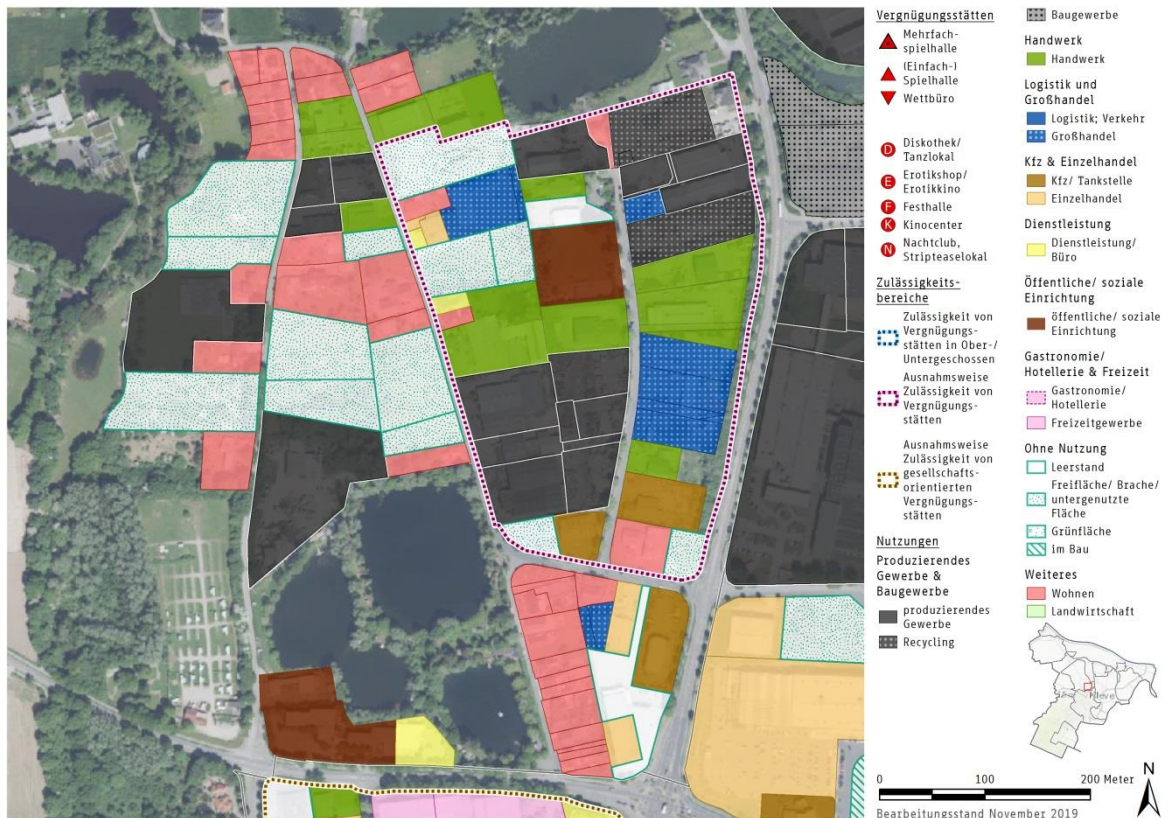 Vergnügungsstätten
Mehrfach-
spielhalle
(Einfach-)
Spielhalle
Wettbüro
D Diskothek/
Tanzlokal
E Erotikshop/
Erotikkino
F Festhalle
K Kinocenter
N Nachtclub,
Stripteaselokal
Zulässigkeits-
bereiche
Zulässigkeit von
Vergnügungs-
stätten in Ober-/
Untergeschossen
Ausnahmsweise
Zulässigkeit von
Vergnügungs-
stätten
Ausnahmsweise
Zulässigkeit von
gesellschafts-
orientierten
Vergnügungs-
stätten
Nutzungen
Produzierendes
Gewerbe &
Baugewerbe
produzierendes
Gewerbe
Recycling
Baugewerbe
Handwerk
Handwerk
Logistik und
Großhandel
Logistik; Verkehr
Großhandel
Kfz & Einzelhandel
Kfz/ Tankstelle
Einzelhandel
Dienstleistung
Dienstleistung/
Büro
Öffentliche/ soziale
Einrichtung
öffentliche/ soziale
Einrichtung
Gastronomie/
Hotellerie & Freizeit
Gastronomie/
Hotellerie
Freizeitgewerbe
Ohne Nutzung
Leerstand
Freifläche/ Brache/
untergenutzte
Fläche
Grünfläche
im Bau
Weiteres
Wohnen
Landwirtschaft
Kleve
0 100 200 Meter
N
Bearbeitungsstand November 2019